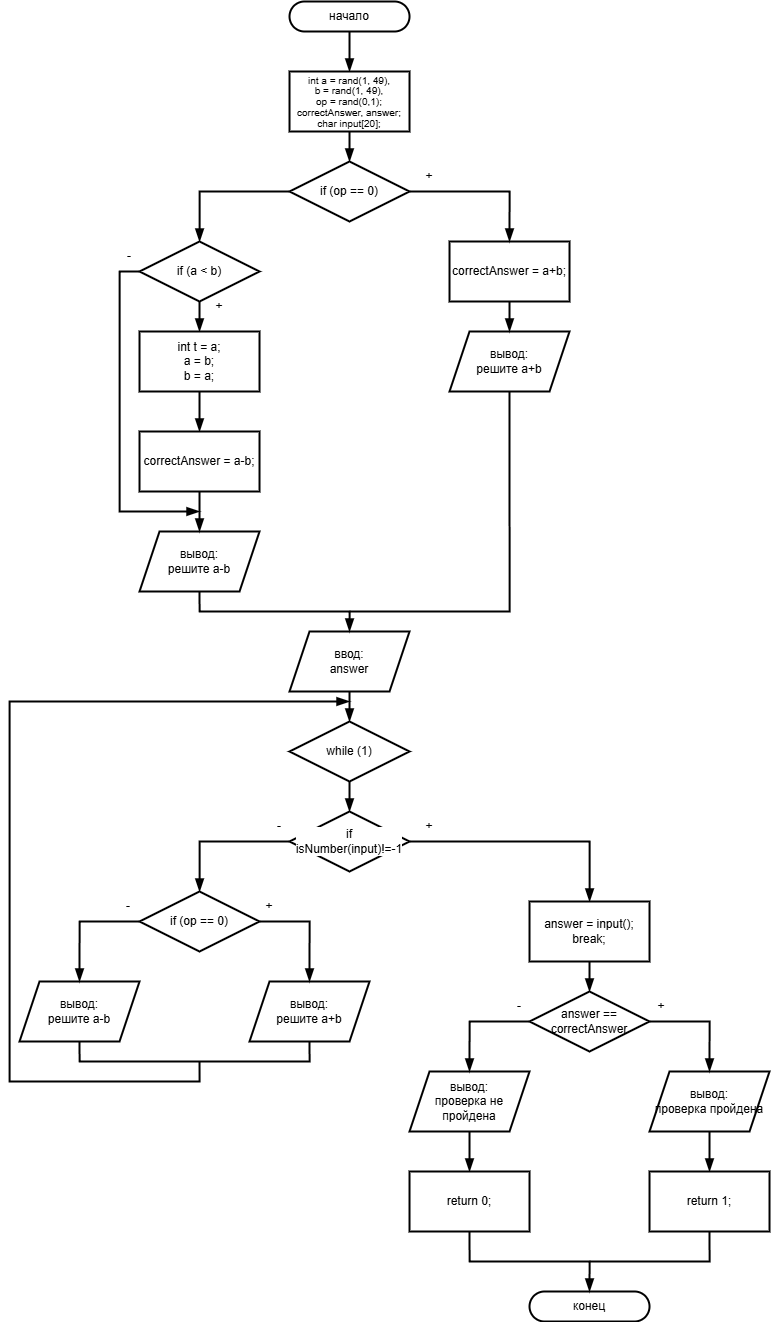 начало
int a = rand(1, 49),
b = rand(1, 49),
op = rand(0,1);
correctAnswer, answer;
char input[20];
if (op == 0)
+
if (a < b)
-
+
correctAnswer = a+b;
int t = a;
a = b;
b = a;
вывод:
решите a+b
correctAnswer = a-b;
вывод:
решите a-b
ввод:
answer
while (1)
if
isNumber(input)!=-1
-
+
if (op == 0)
-
+
answer = input();
break;
вывод:
решите a-b
вывод:
решите a+b
answer ==
correctAnswer
-
+
вывод:
проверка не
пройдена
вывод:
проверка пройдена
return 0;
return 1;
конец